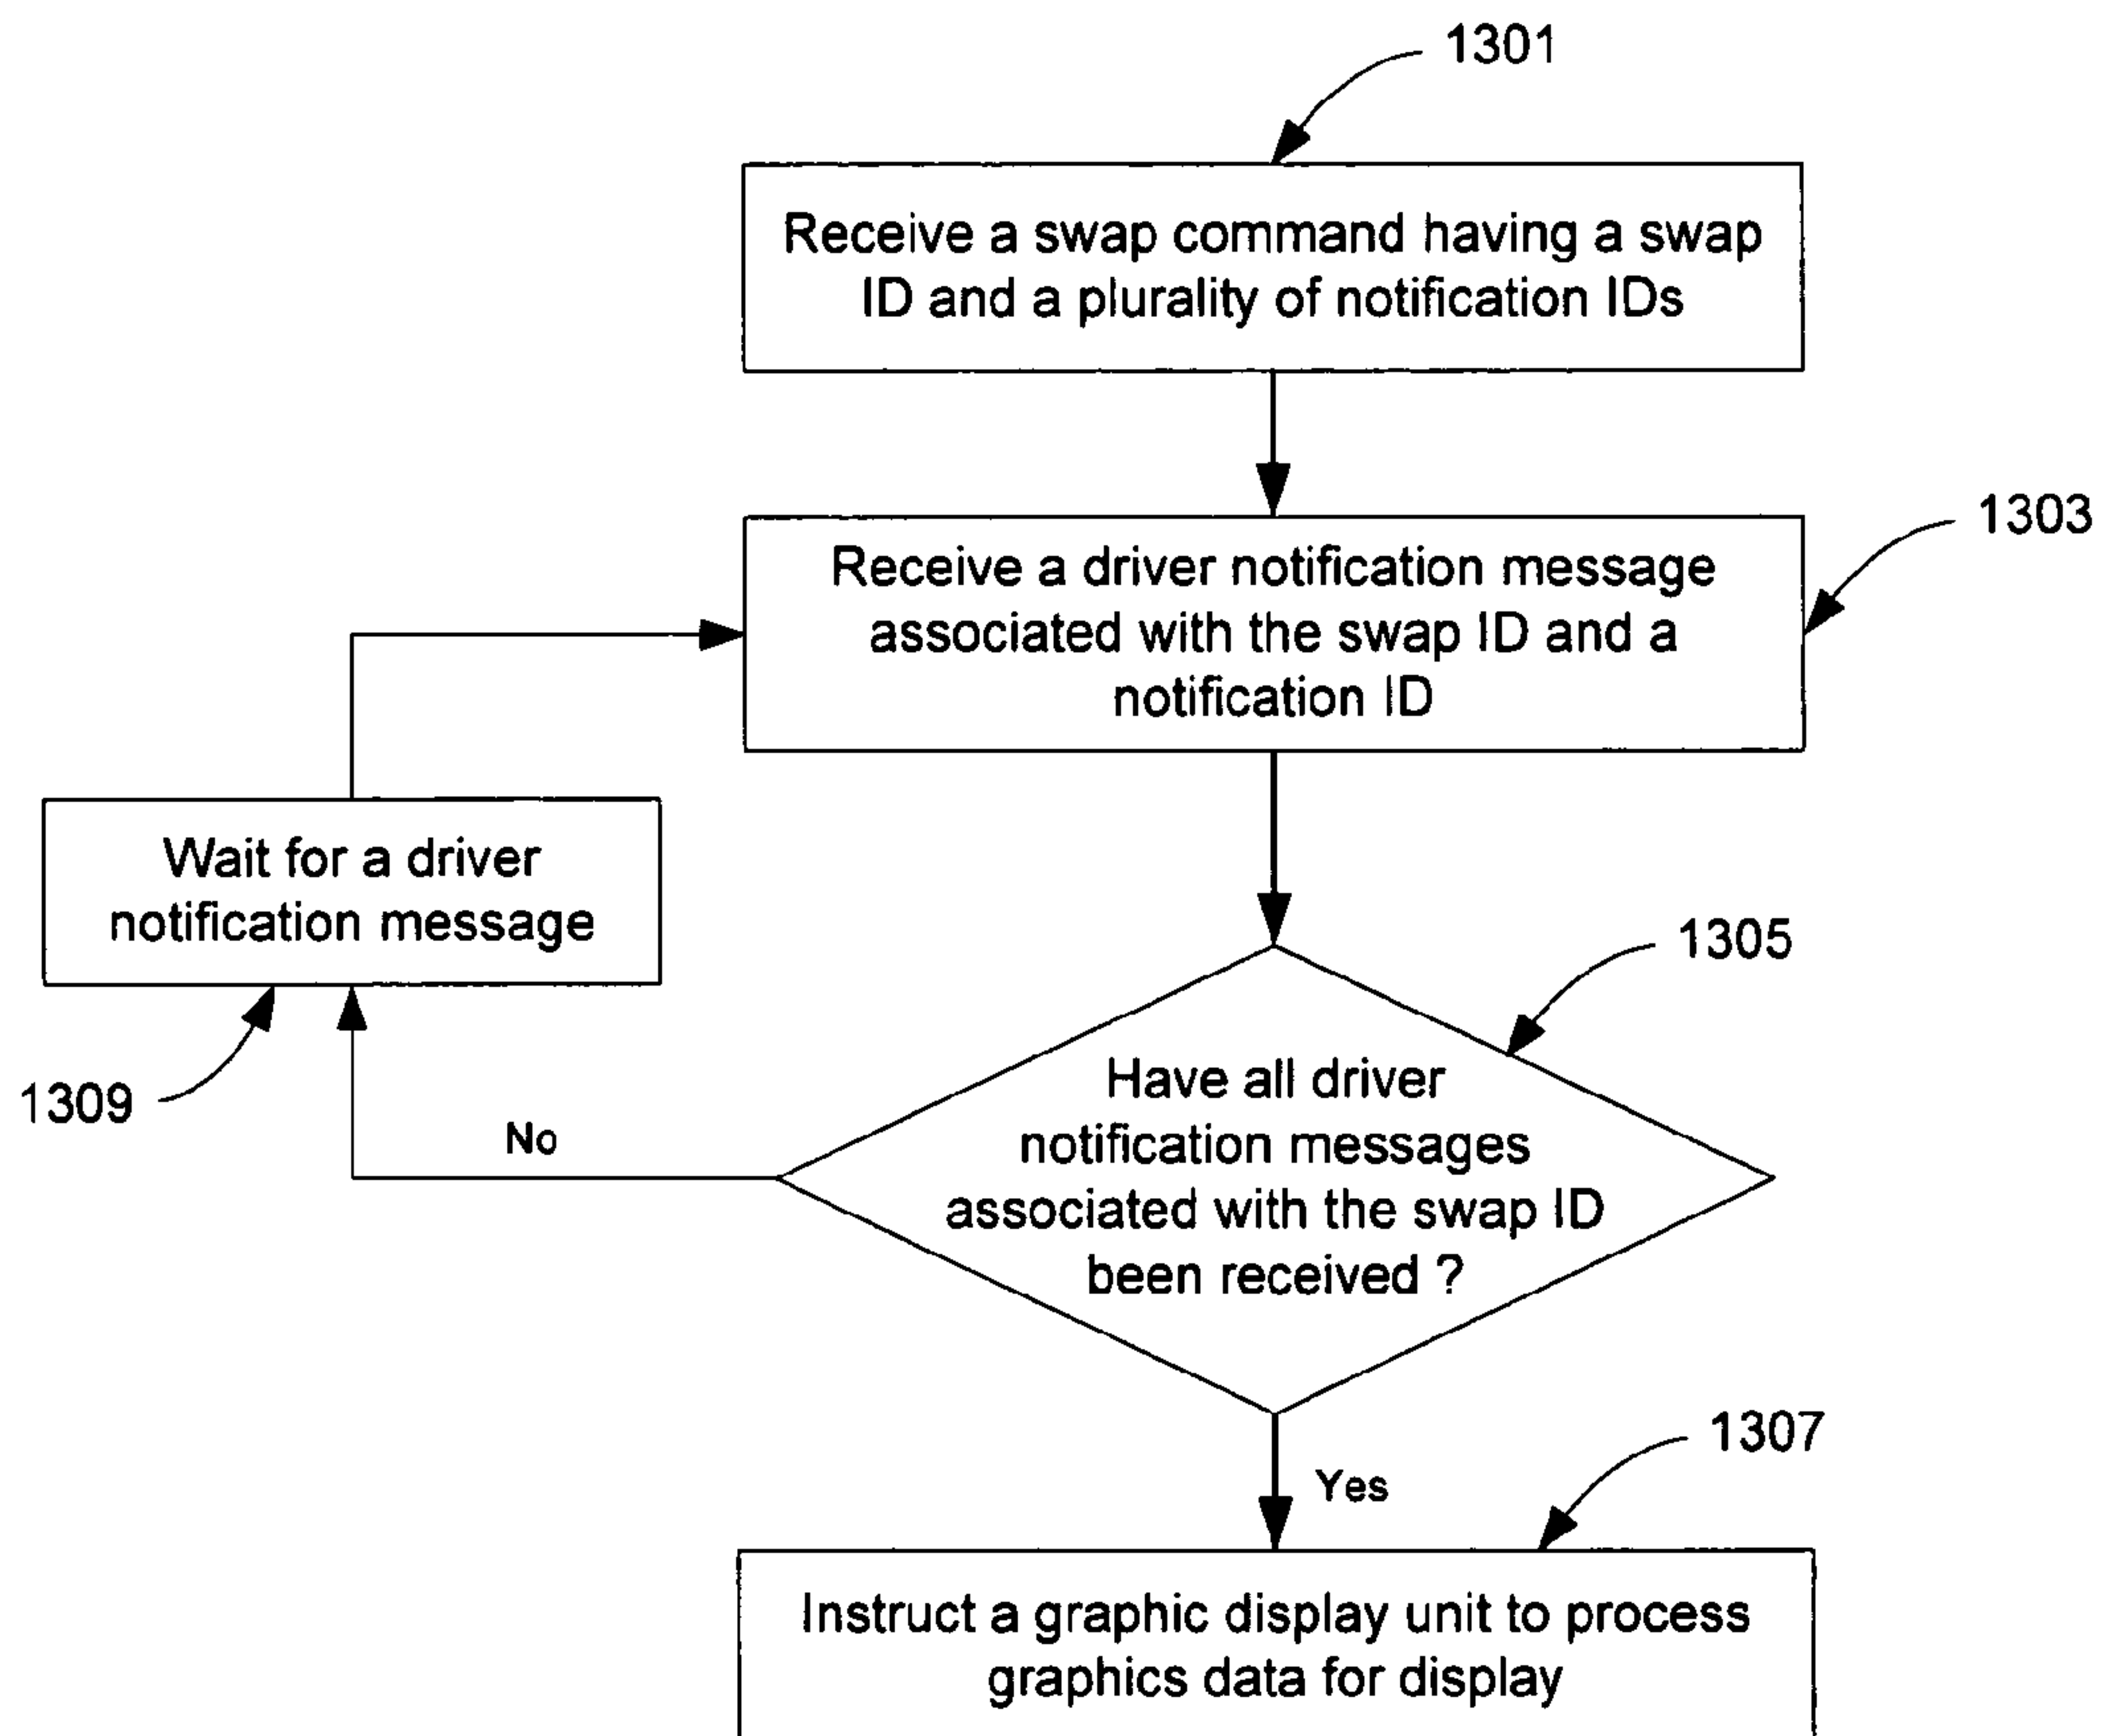 1301
Receive a swap command having a swap
ID and a plurality of notification IDs
1303
Receive a driver notification message
associated with the swap ID and a
notification ID
Wait for a driver
notification message
1309
1305
Have all driver
notification messages
associated with the swap ID
been received ?
No
Yes
1307
Instruct a graphic display unit to process
graphics data for display